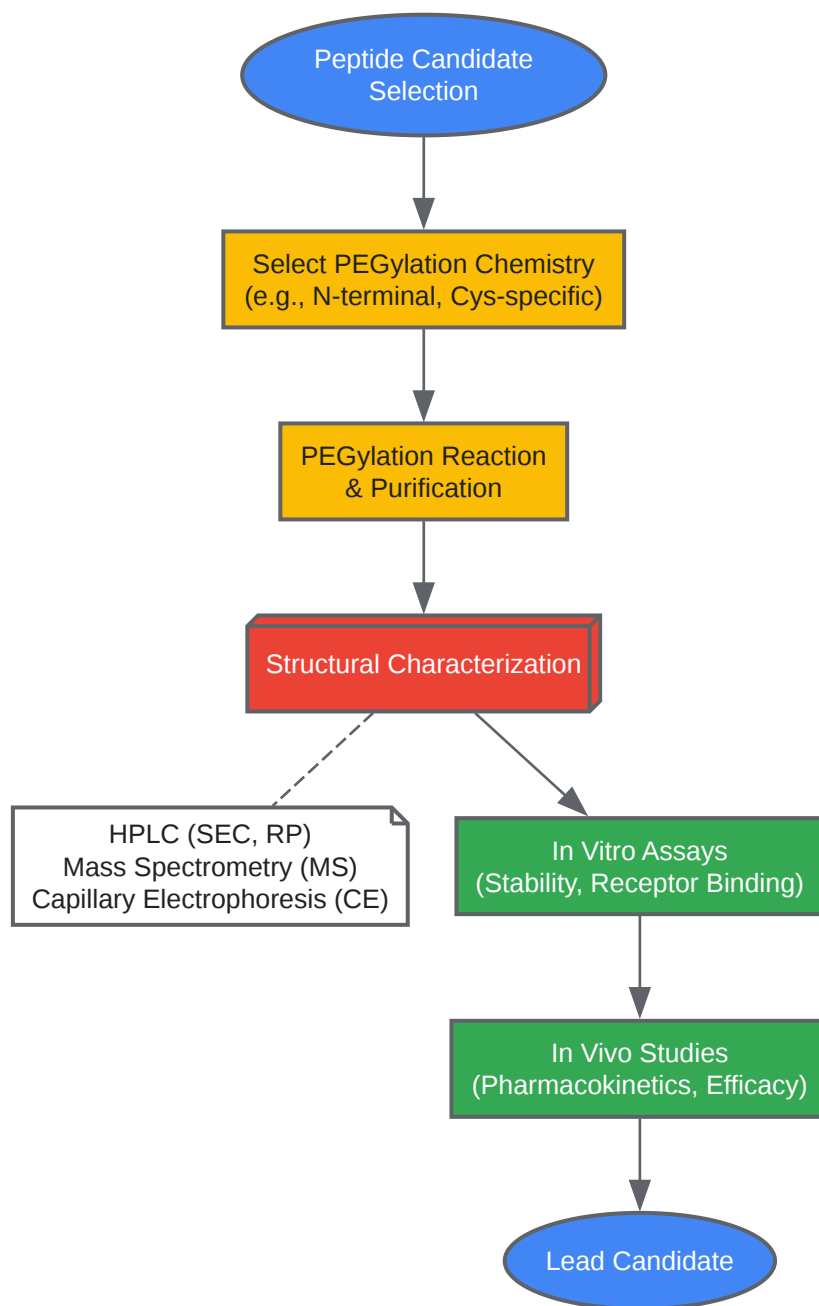 Peptide Candidate
Selection
Select PEGylation Chemistry
(e.g., N-terminal, Cys-specific)
PEGylation Reaction
& Purification
Structural Characterization
HPLC (SEC, RP)
Mass Spectrometry (MS)
Capillary Electrophoresis (CE)
In Vitro Assays
(Stability, Receptor Binding)
In Vivo Studies
(Pharmacokinetics, Efficacy)
Lead Candidate